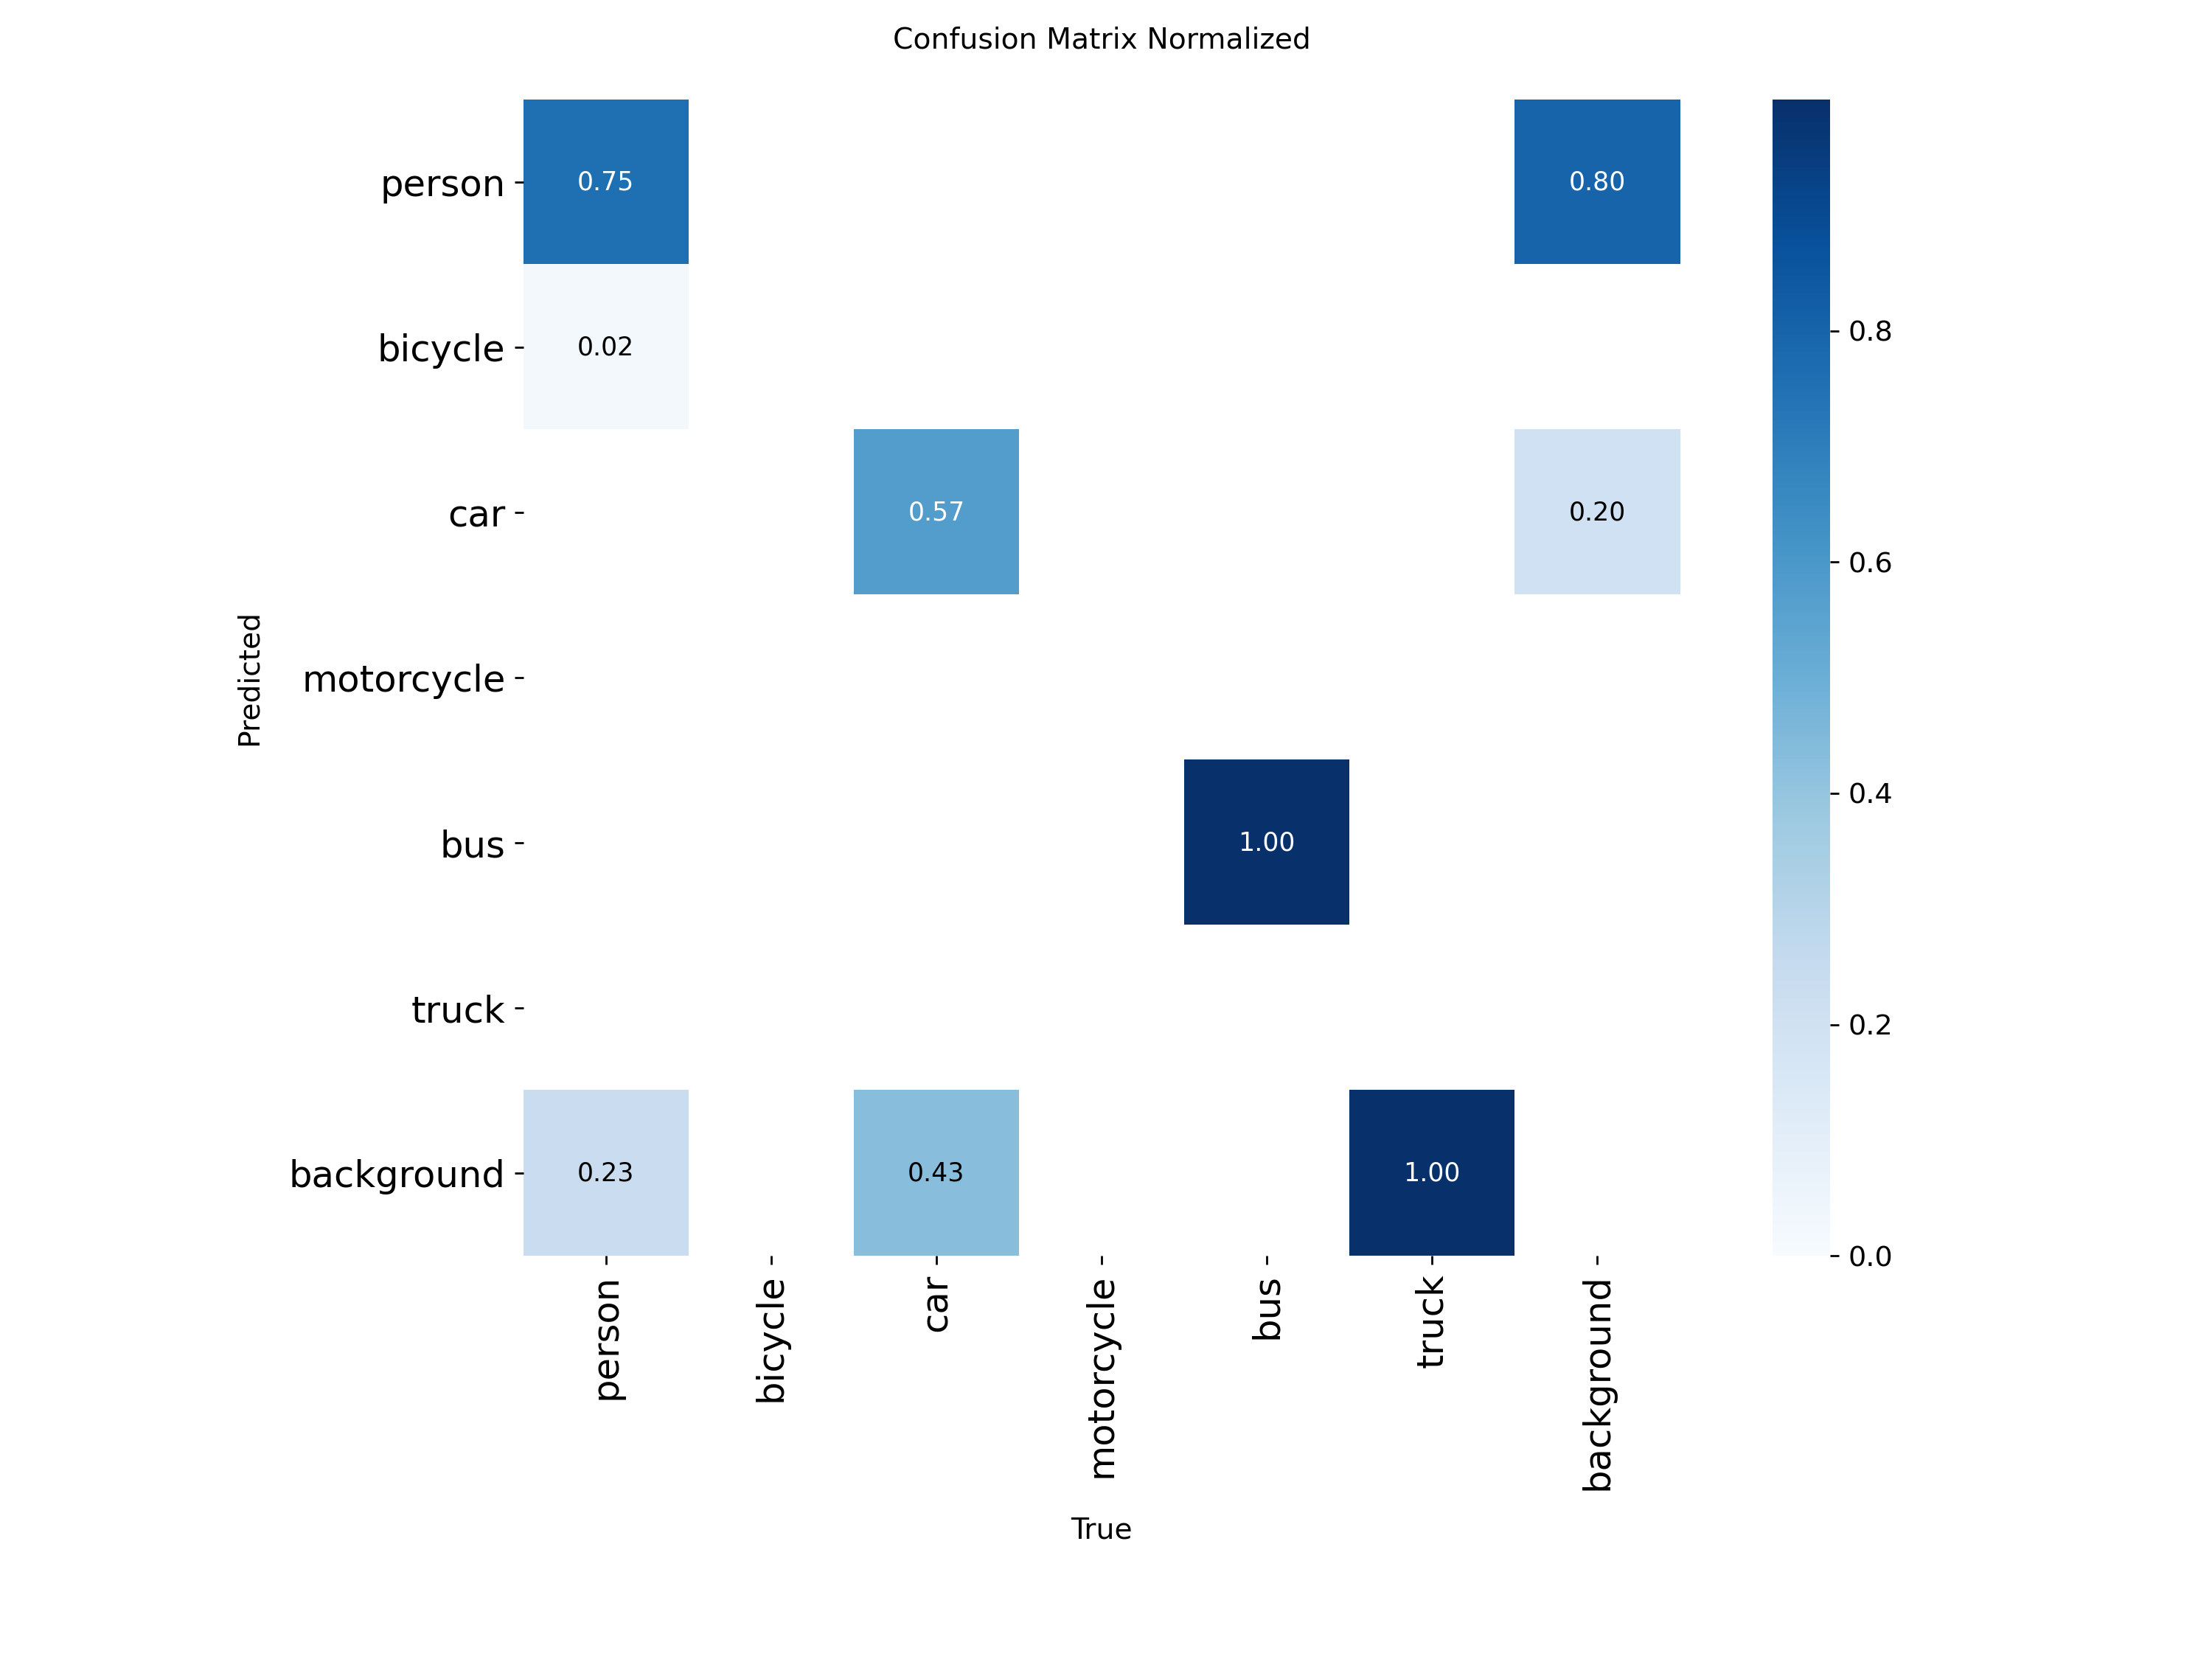 Confusion Matrix Normalized
person
0.75
0.80
bicycle
0.02
car
0.57
0.20
motorcycle
bus
1.00
truck
background
0.23
0.43
1.00
Predicted
person
bicycle
car
motorcycle
bus
truck
background
True
0.8
0.6
0.4
0.2
0.0